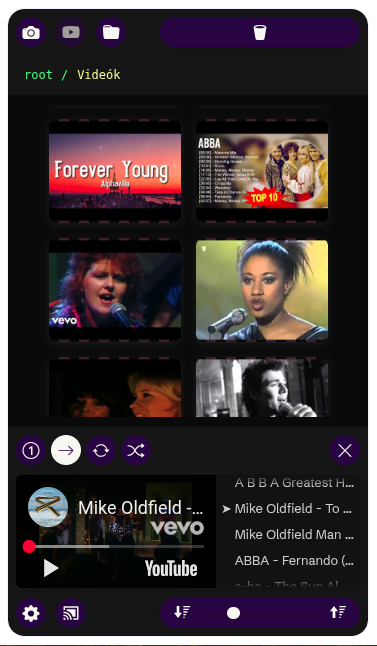 root / Videók
Forever Young
Alphaville
ABBA
TOP 10
vevo
1
A B B A Greatest H...
Mike Oldfield -...
vevo
YouTube
➤ Mike Oldfield - To ...
Mike Oldfield Man ...
ABBA - Fernando (...
a-ha - The Sun Al...